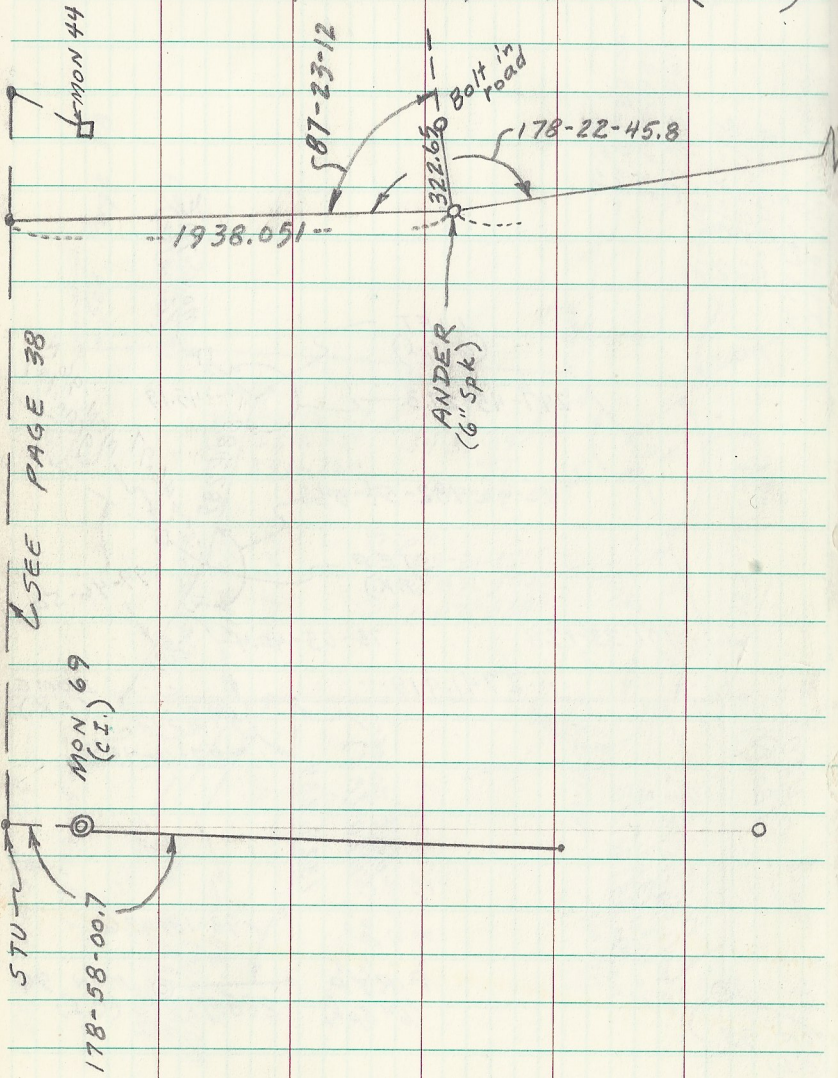 MON 44
87-23-12
Bolt in
road
178-22-45.8
322.65
1938.051
ANDER
(6" Spk)
SEE PAGE 38
MON 69
(C.I.)
STU
178-58-00.7